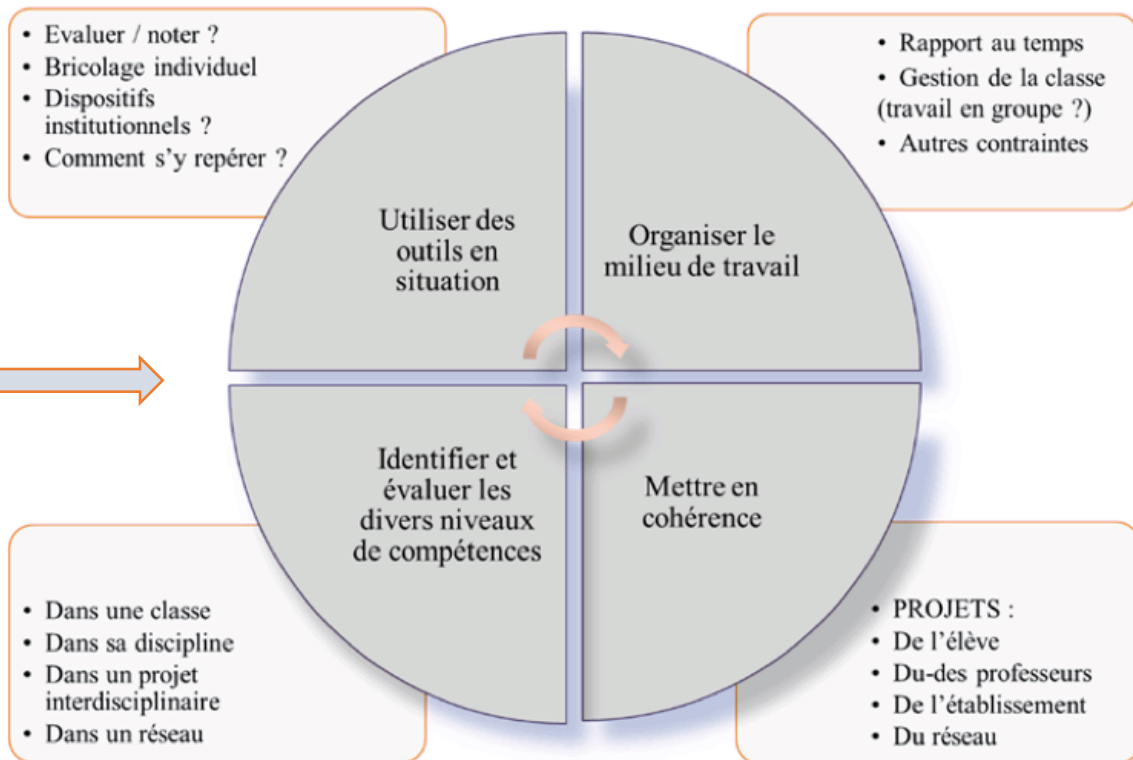 • Evaluer / noter ?
• Bricolage individuel
• Dispositifs
institutionnels ?
• Comment s'y repérer ?
• Rapport au temps
• Gestion de la classe
(travail en groupe ?)
• Autres contraintes
Utiliser des
outils en
situation
Organiser le
milieu de travail
Identifier et
évaluer les
divers niveaux
de compétences
Mettre en
cohérence
• Dans une classe
• Dans sa discipline
• Dans un projet
interdisciplinaire
• Dans un réseau
• PROJETS :
• De l'élève
• Du-des professeurs
• De l'établissement
• Du réseau